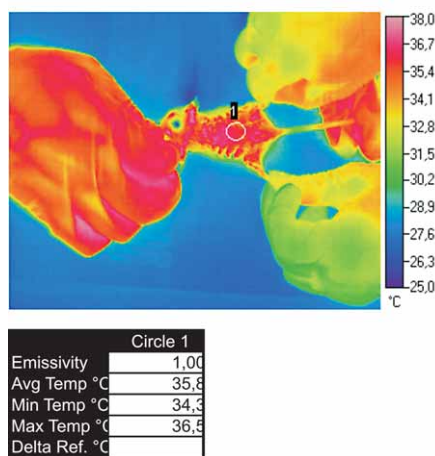 38,0
36,7
35,4
34,1
32,8
31,5
30,2
28,9
27,6
26,3
25,0
°C
1
Circle 1
Emissivity 1,00
Avg Temp °C 35,8
Min Temp °C 34,3
Max Temp °C 36,5
Delta Ref. °C